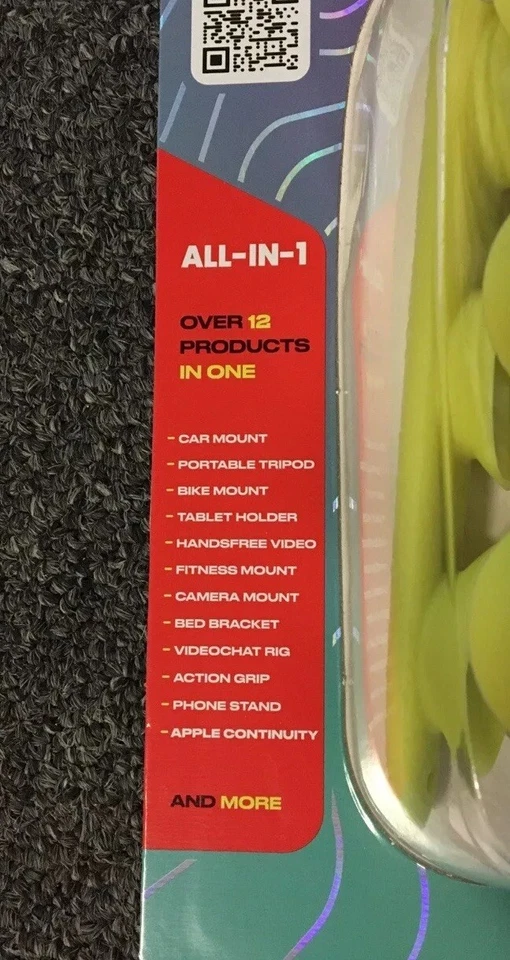 ALL-IN-1
OVER 12
PRODUCTS
IN ONE
- CAR MOUNT
- PORTABLE TRIPOD
- BIKE MOUNT
- TABLET HOLDER
- HANDSFREE VIDEO
- FITNESS MOUNT
- CAMERA MOUNT
- BED BRACKET
- VIDEOCHAT RIG
- ACTION GRIP
- PHONE STAND
- APPLE CONTINUITY
AND MORE